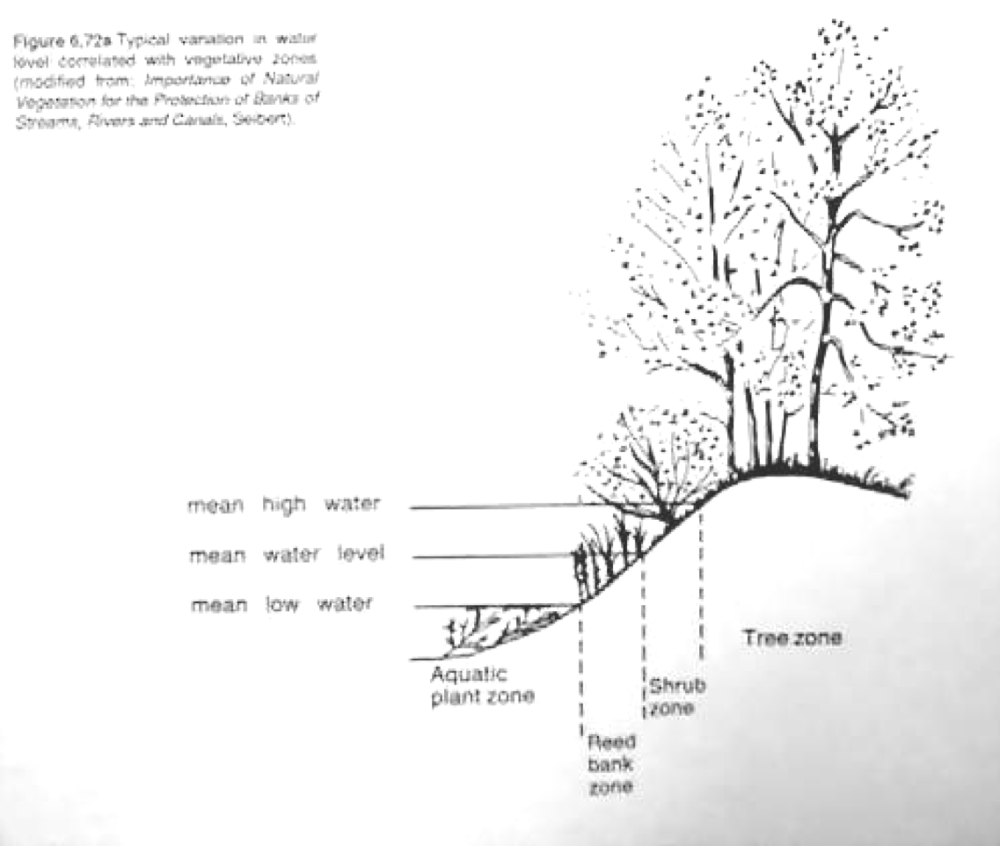 Figure 6.72a Typical variation in water
level correlated with vegetative zones
(modified from: Importance of Natural
Vegetation for the Protection of Banks of
Streams, Rivers and Canals, Seibert).
mean high water
mean water level
mean low water
Aquatic
plant zone
Reed
bank
zone
Shrub
zone
Tree zone